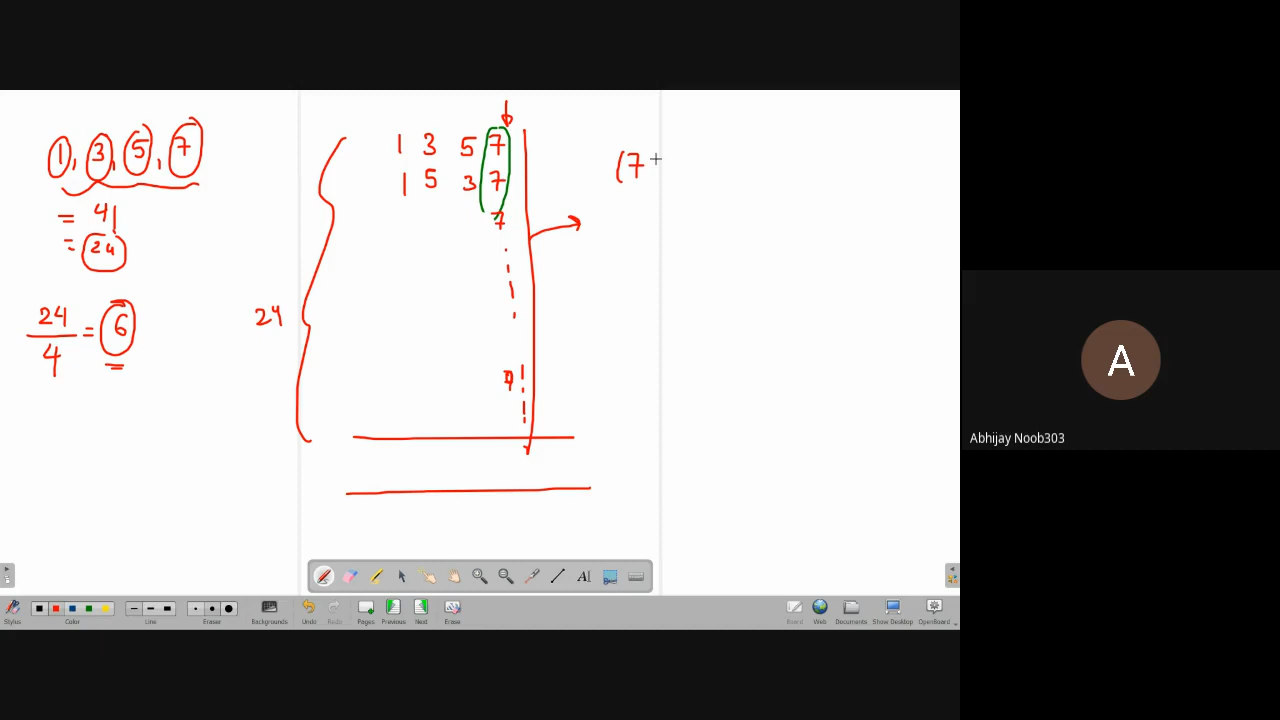 1, 3, 5, 7
= 4!
= 24
24
4
= 6
24
1 3 5 7
1 5 3 7
7
(7 +
A
Abhijay Noob303
Stylus
Color
Line
Eraser
Backgrounds
Undo
Redo
Pages
Previous
Next
Erase
Board
Web
Documents
Show Desktop
OpenBoard